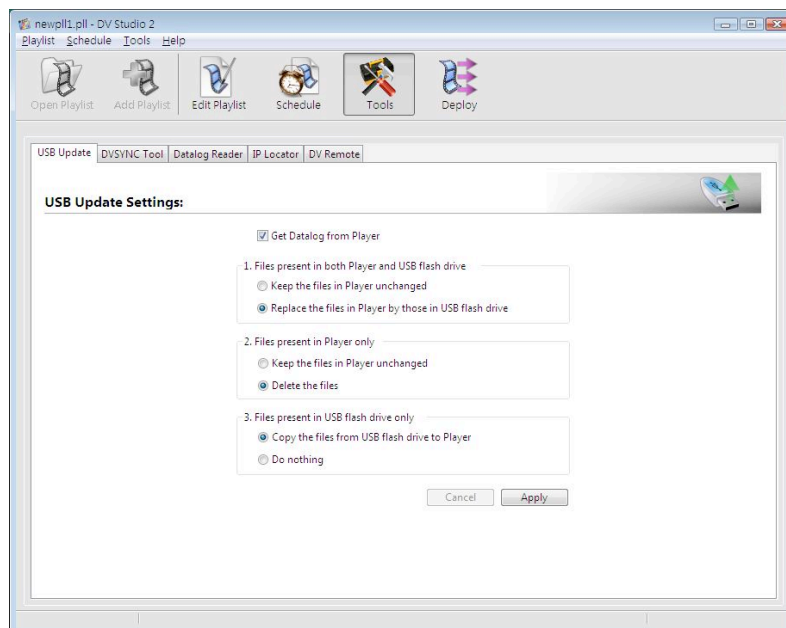 newpll1.pll - DV Studio 2
Playlist Schedule Tools Help
Open Playlist Add Playlist Edit Playlist Schedule Tools Deploy
USB Update DVSYNC Tool Datalog Reader IP Locator DV Remote
USB Update Settings:
Get Datalog from Player
1. Files present in both Player and USB flash drive
Keep the files in Player unchanged
Replace the files in Player by those in USB flash drive
2. Files present in Player only
Keep the files in Player unchanged
Delete the files
3. Files present in USB flash drive only
Copy the files from USB flash drive to Player
Do nothing
Cancel Apply